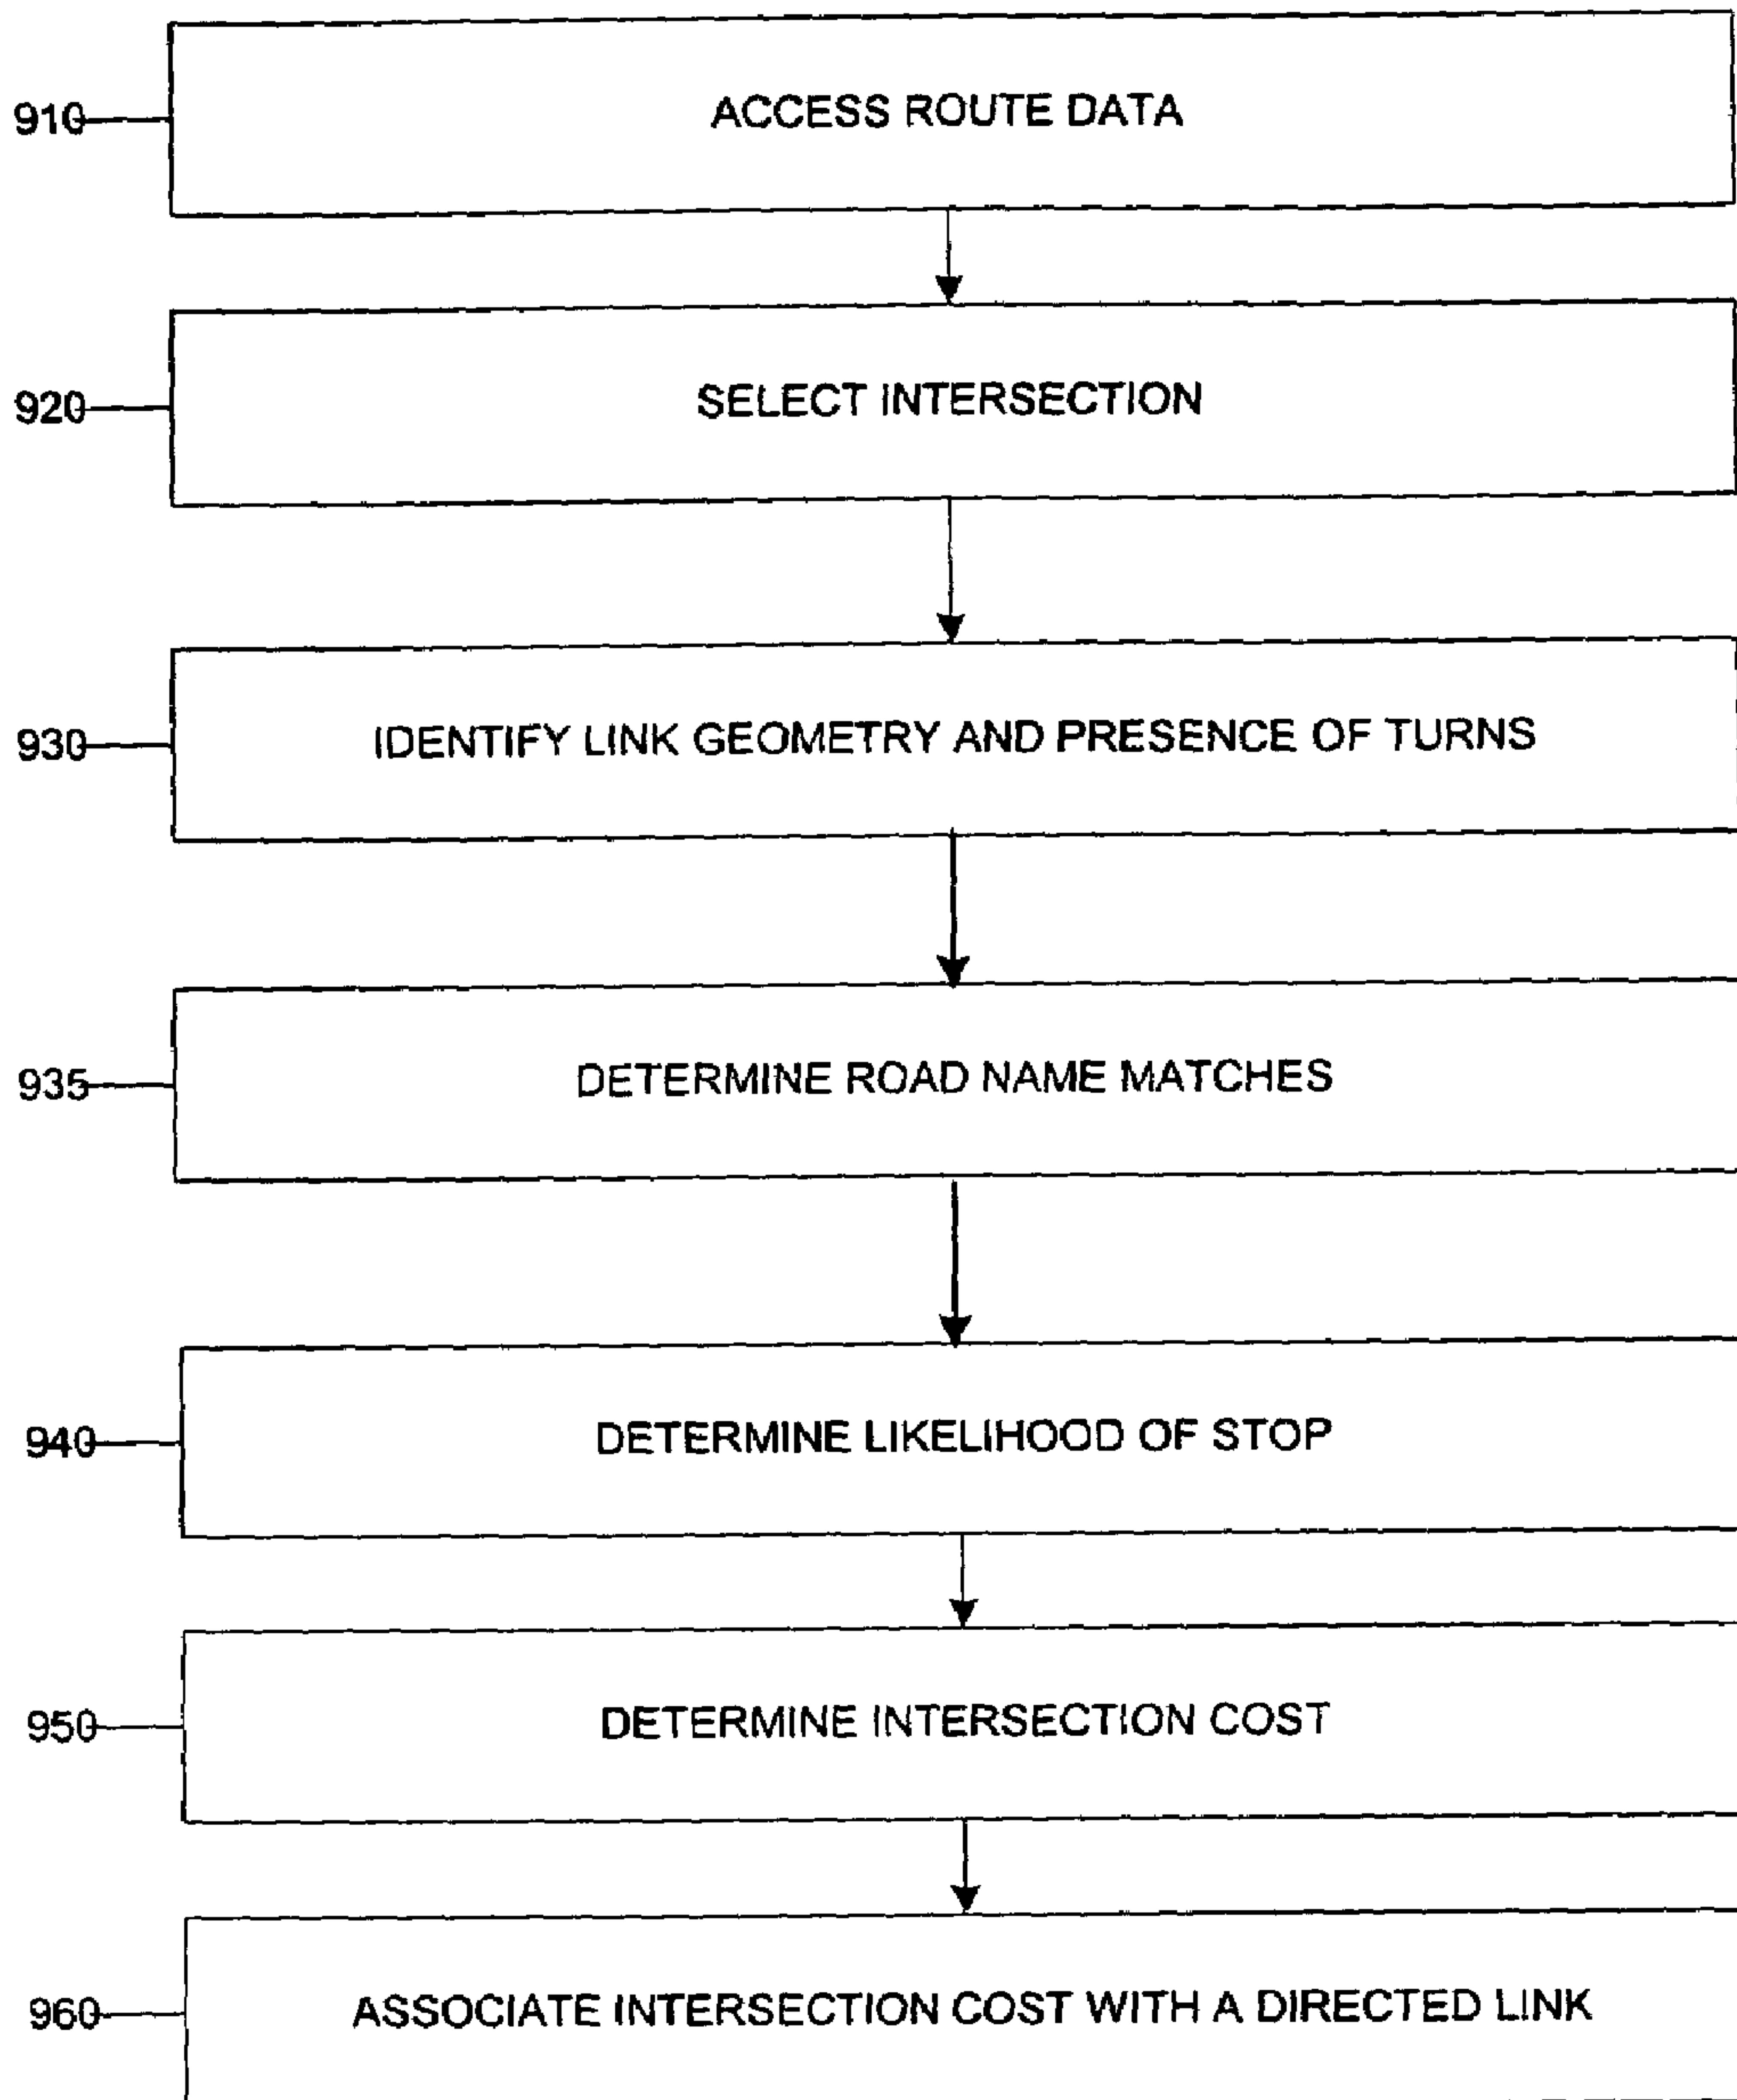 910 ACCESS ROUTE DATA
920 SELECT INTERSECTION
930 IDENTIFY LINK GEOMETRY AND PRESENCE OF TURNS
935 DETERMINE ROAD NAME MATCHES
940 DETERMINE LIKELIHOOD OF STOP
950 DETERMINE INTERSECTION COST
960 ASSOCIATE INTERSECTION COST WITH A DIRECTED LINK